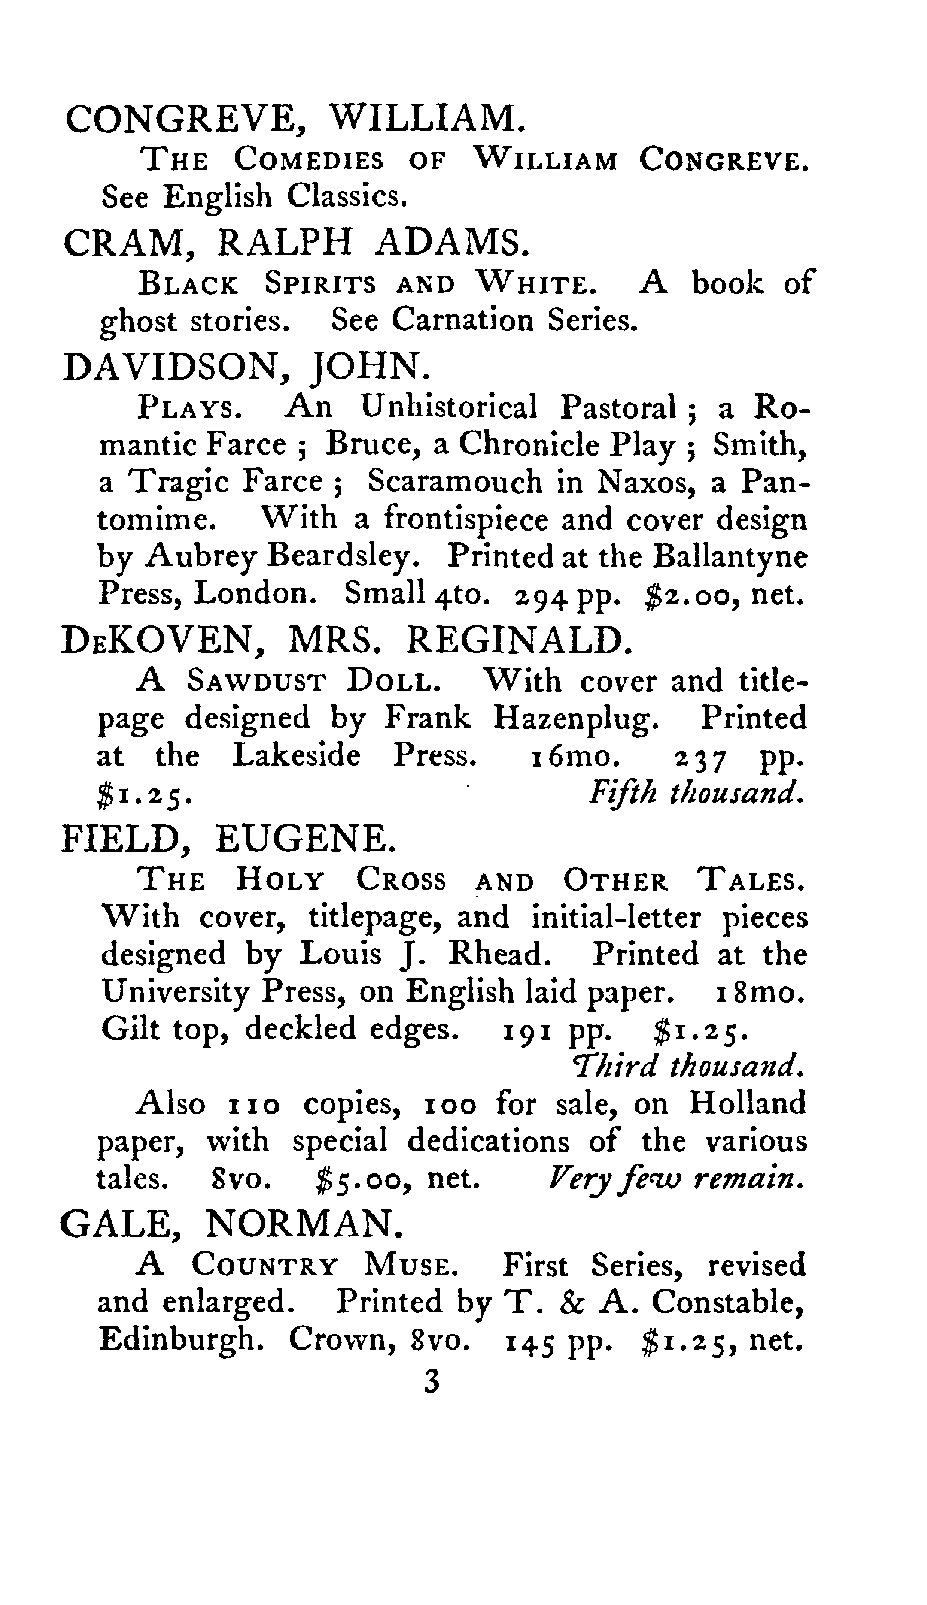 CONGREVE, WILLIAM.
The Comedies of William Congreve.
See English Classics.
CRAM, RALPH ADAMS.
Black Spirits and White. A book of
ghost stories. See Carnation Series.
DAVIDSON, JOHN.
Plays. An Unhistorical Pastoral ; a Ro-
mantic Farce ; Bruce, a Chronicle Play ; Smith,
a Tragic Farce ; Scaramouch in Naxos, a Pan-
tomime. With a frontispiece and cover design
by Aubrey Beardsley. Printed at the Ballantyne
Press, London. Small 4to. 294 pp. $2.00, net.
DeKOVEN, MRS. REGINALD.
A Sawdust Doll. With cover and title-
page designed by Frank Hazenplug. Printed
at the Lakeside Press. 16mo. 237 pp.
$1.25. Fifth thousand.
FIELD, EUGENE.
The Holy Cross and Other Tales.
With cover, titlepage, and initial-letter pieces
designed by Louis J. Rhead. Printed at the
University Press, on English laid paper. 18mo.
Gilt top, deckled edges. 191 pp. $1.25.
Third thousand.
Also 110 copies, 100 for sale, on Holland
paper, with special dedications of the various
tales. 8vo. $5.00, net. Very few remain.
GALE, NORMAN.
A Country Muse. First Series, revised
and enlarged. Printed by T. & A. Constable,
Edinburgh. Crown, 8vo. 145 pp. $1.25, net.
3